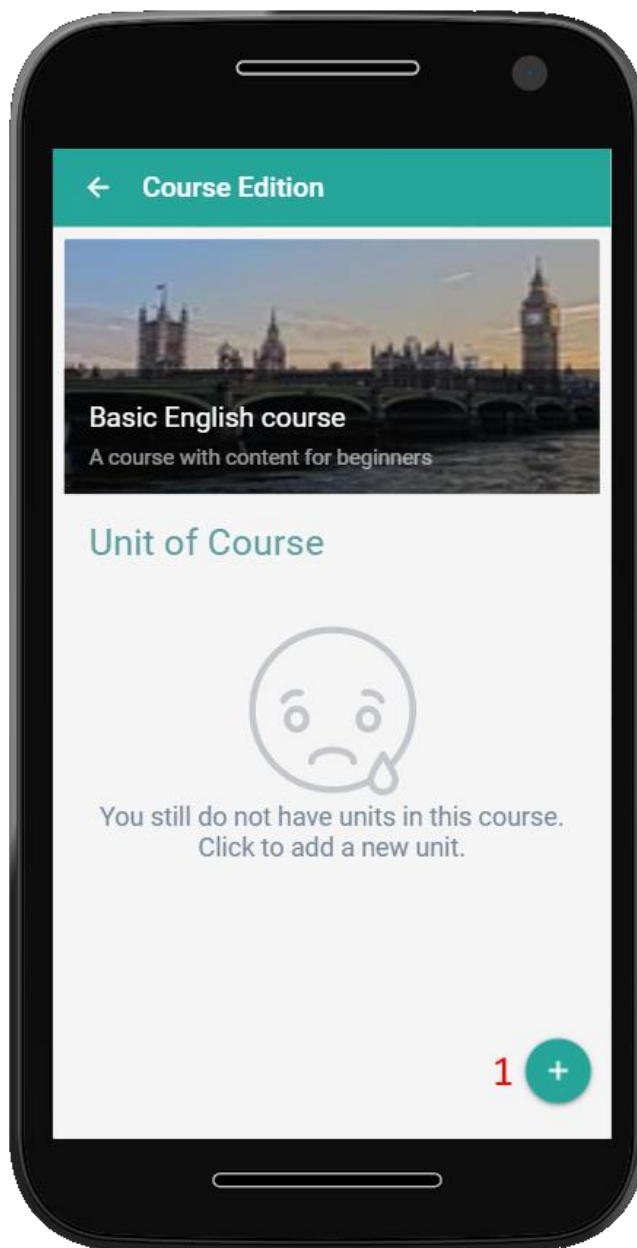 Course Edition
Basic English course
A course with content for beginners
Unit of Course
You still do not have units in this course.
Click to add a new unit.
1 +